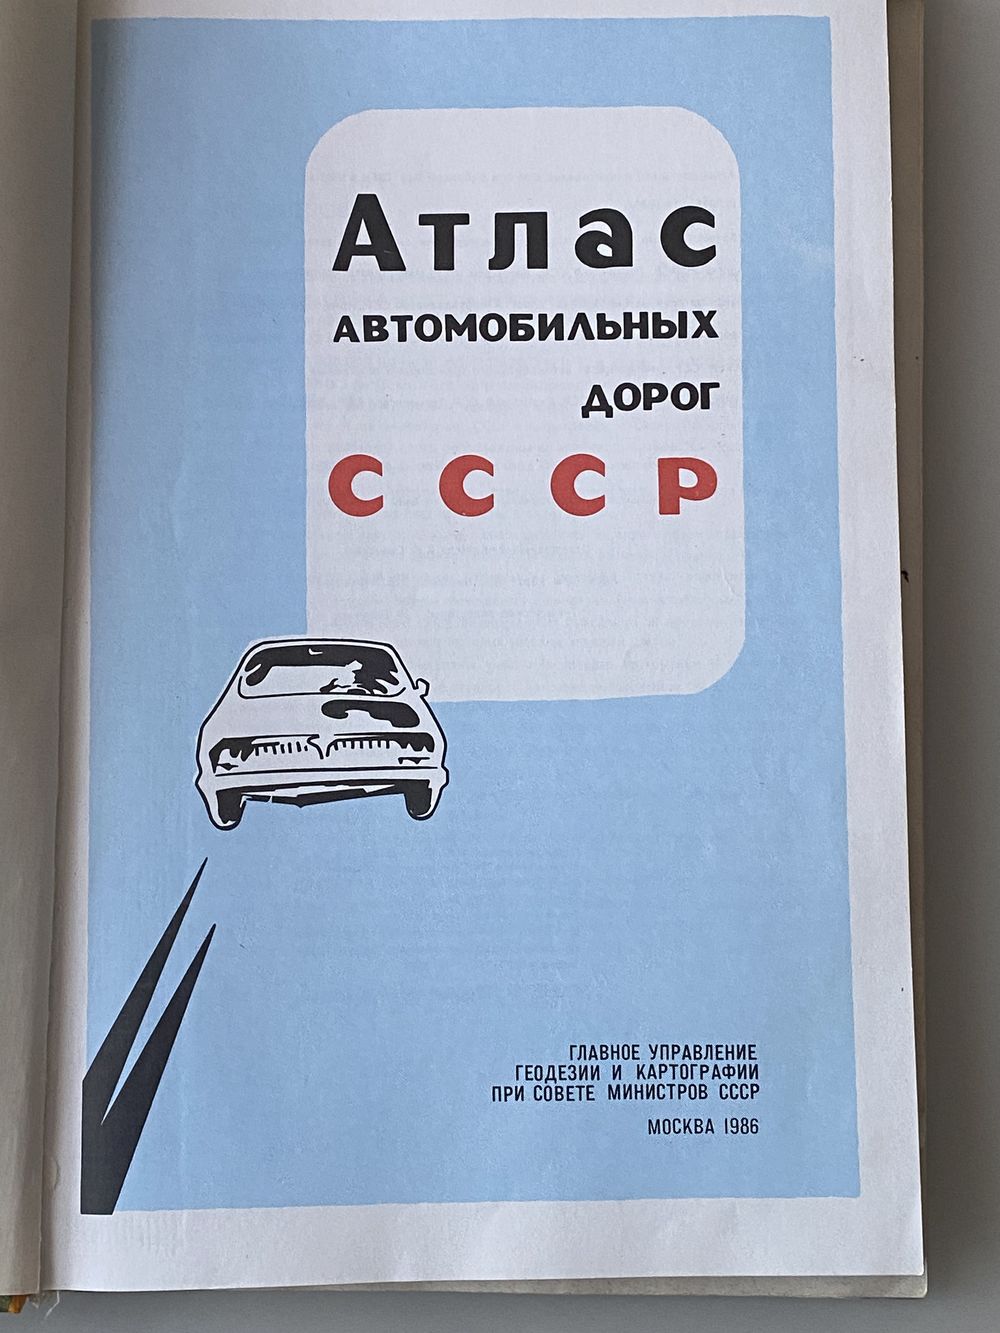 Атлас
АВТОМОБИЛЬНЫХ
ДОРОГ
СССР
ГЛАВНОЕ УПРАВЛЕНИЕ
ГЕОДЕЗИИ И КАРТОГРАФИИ
ПРИ СОВЕТЕ МИНИСТРОВ СССР
МОСКВА 1986